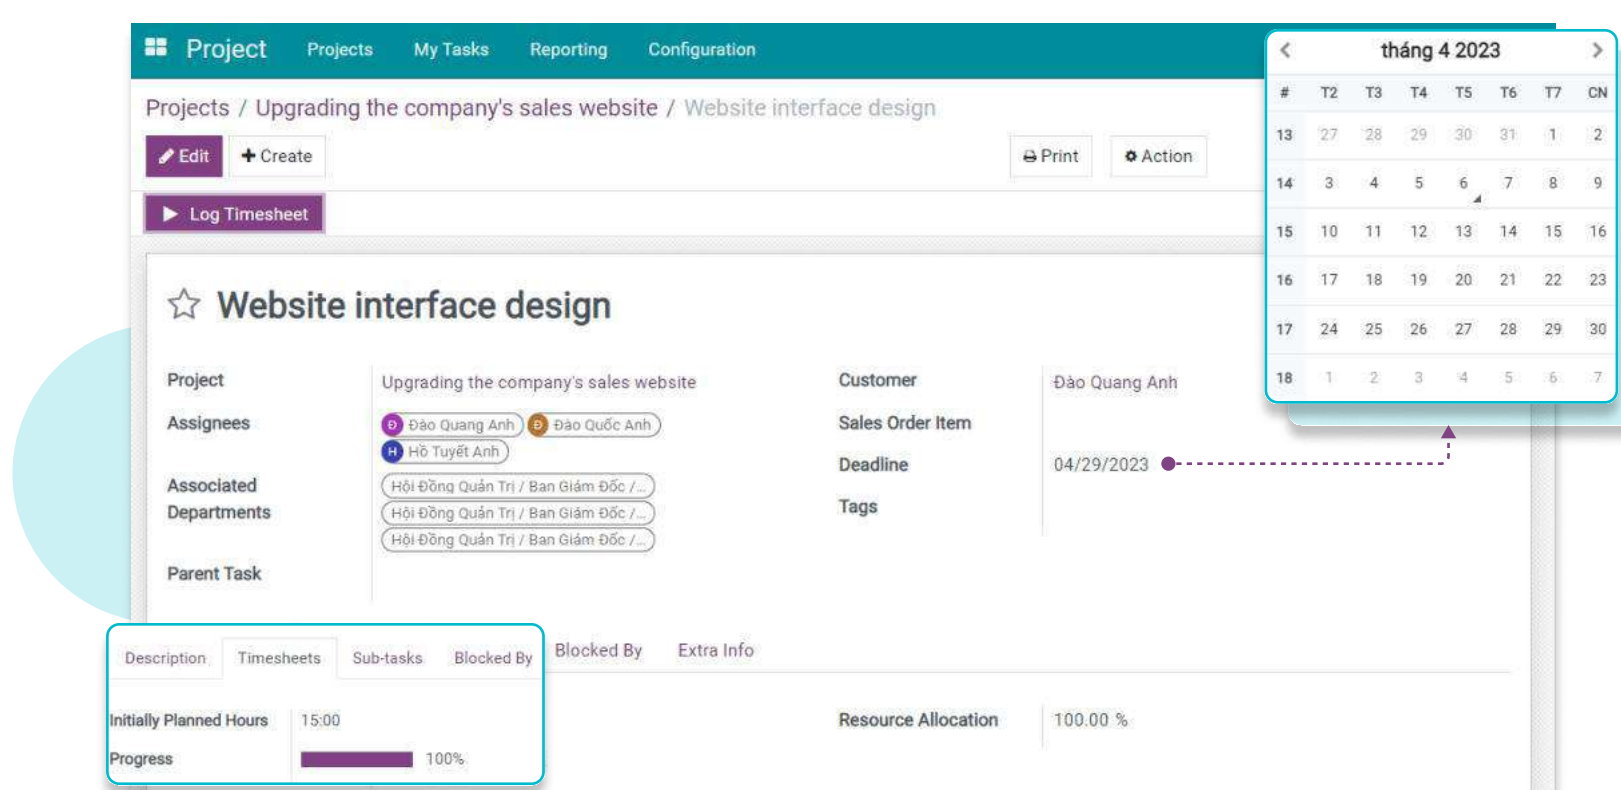 Project Projects My Tasks Reporting Configuration
Projects / Upgrading the company's sales website / Website interface design
Edit + Create Print Action
Log Timesheet
Website interface design
Project Upgrading the company's sales website
Assignees Đ Đào Quang Anh Đ Đào Quốc Anh
H Hồ Tuyết Anh
Associated Departments Hội Đồng Quản Trị / Ban Giám Đốc /...
Hội Đồng Quản Trị / Ban Giám Đốc /...
Hội Đồng Quản Trị / Ban Giám Đốc /...
Parent Task
Customer Đào Quang Anh
Sales Order Item
Deadline 04/29/2023
Tags
tháng 4 2023
# T2 T3 T4 T5 T6 T7 CN
13 27 28 29 30 31 1 2
14 3 4 5 6 7 8 9
15 10 11 12 13 14 15 16
16 17 18 19 20 21 22 23
17 24 25 26 27 28 29 30
18 1 2 3 4 5 6 7
Description Timesheets Sub-tasks Blocked By Blocked By Extra Info
Initially Planned Hours 15:00
Progress 100%
Resource Allocation 100.00 %